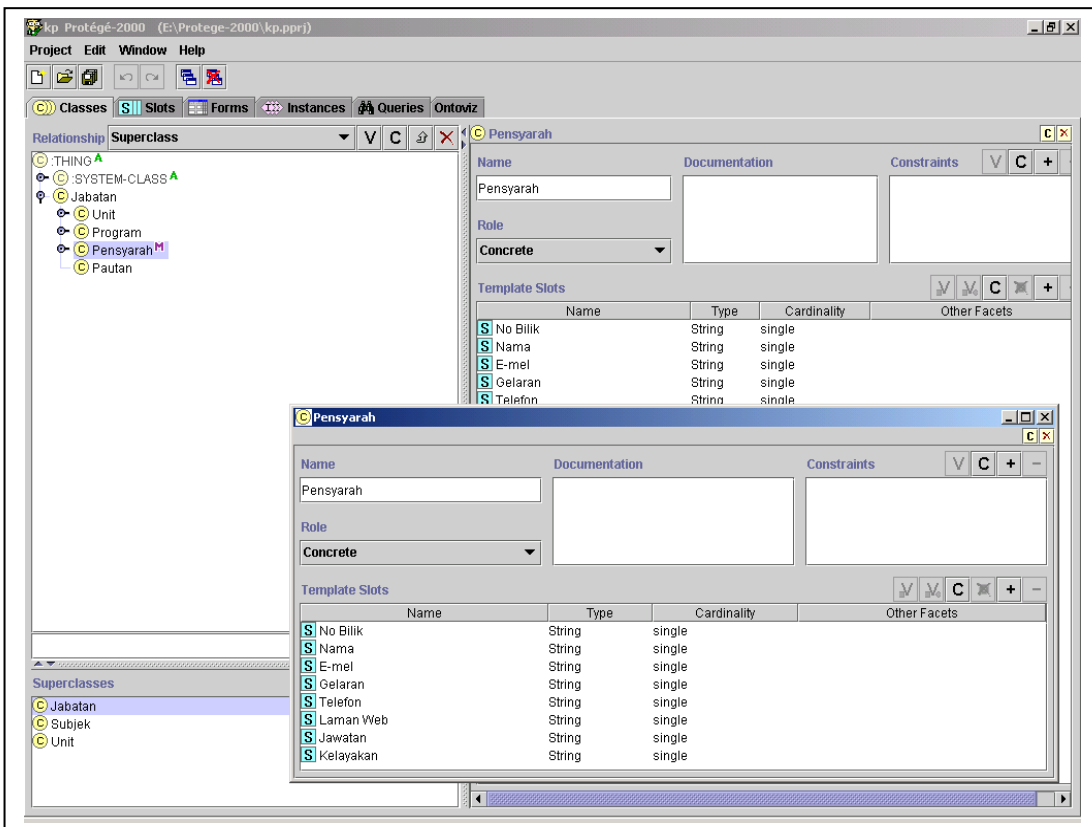 kp Protégé-2000 (E:\Protege-2000\kp.pprj)
Project Edit Window Help
Classes S Slots Forms Instances Queries Ontoviz
Relationship Superclass V C
C :THING A
C :SYSTEM-CLASS A
C Jabatan
C Unit
C Program
C Pensyarah M
C Pautan
Superclasses
C Jabatan
C Subjek
C Unit
C Pensyarah C
Name Documentation Constraints V C +
Pensyarah
Role
Concrete
Template Slots V V C +
Name Type Cardinality Other Facets
S No Bilik String single
S Nama String single
S E-mel String single
S Gelaran String single
S Telefon String single
C Pensyarah
C
Name Documentation Constraints V C + −
Pensyarah
Role
Concrete
Template Slots V V C + −
Name Type Cardinality Other Facets
S No Bilik String single
S Nama String single
S E-mel String single
S Gelaran String single
S Telefon String single
S Laman Web String single
S Jawatan String single
S Kelayakan String single